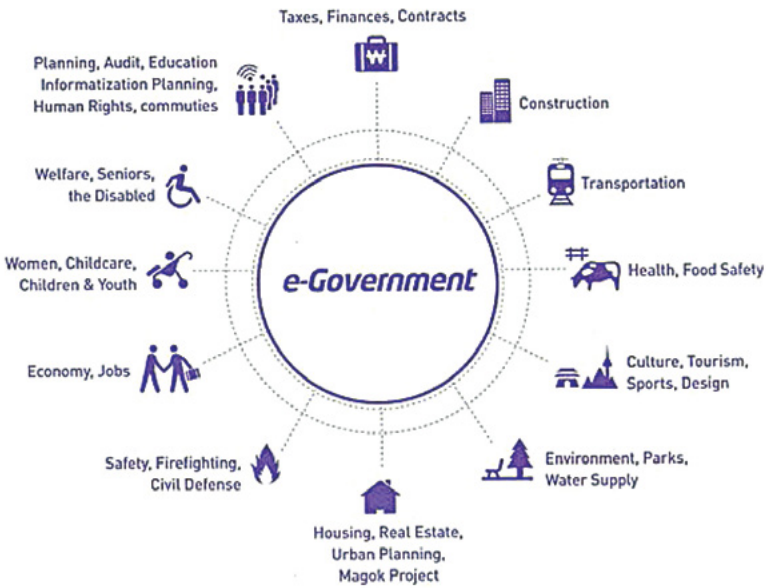 Taxes, Finances, Contracts
Planning, Audit, Education
Informatization Planning,
Human Rights, commuties
Construction
Welfare, Seniors,
the Disabled
Transportation
Women, Childcare,
Children & Youth
e-Government
Health, Food Safety
Economy, Jobs
Culture, Tourism,
Sports, Design
Safety, Firefighting,
Civil Defense
Environment, Parks,
Water Supply
Housing, Real Estate,
Urban Planning,
Magok Project
₩